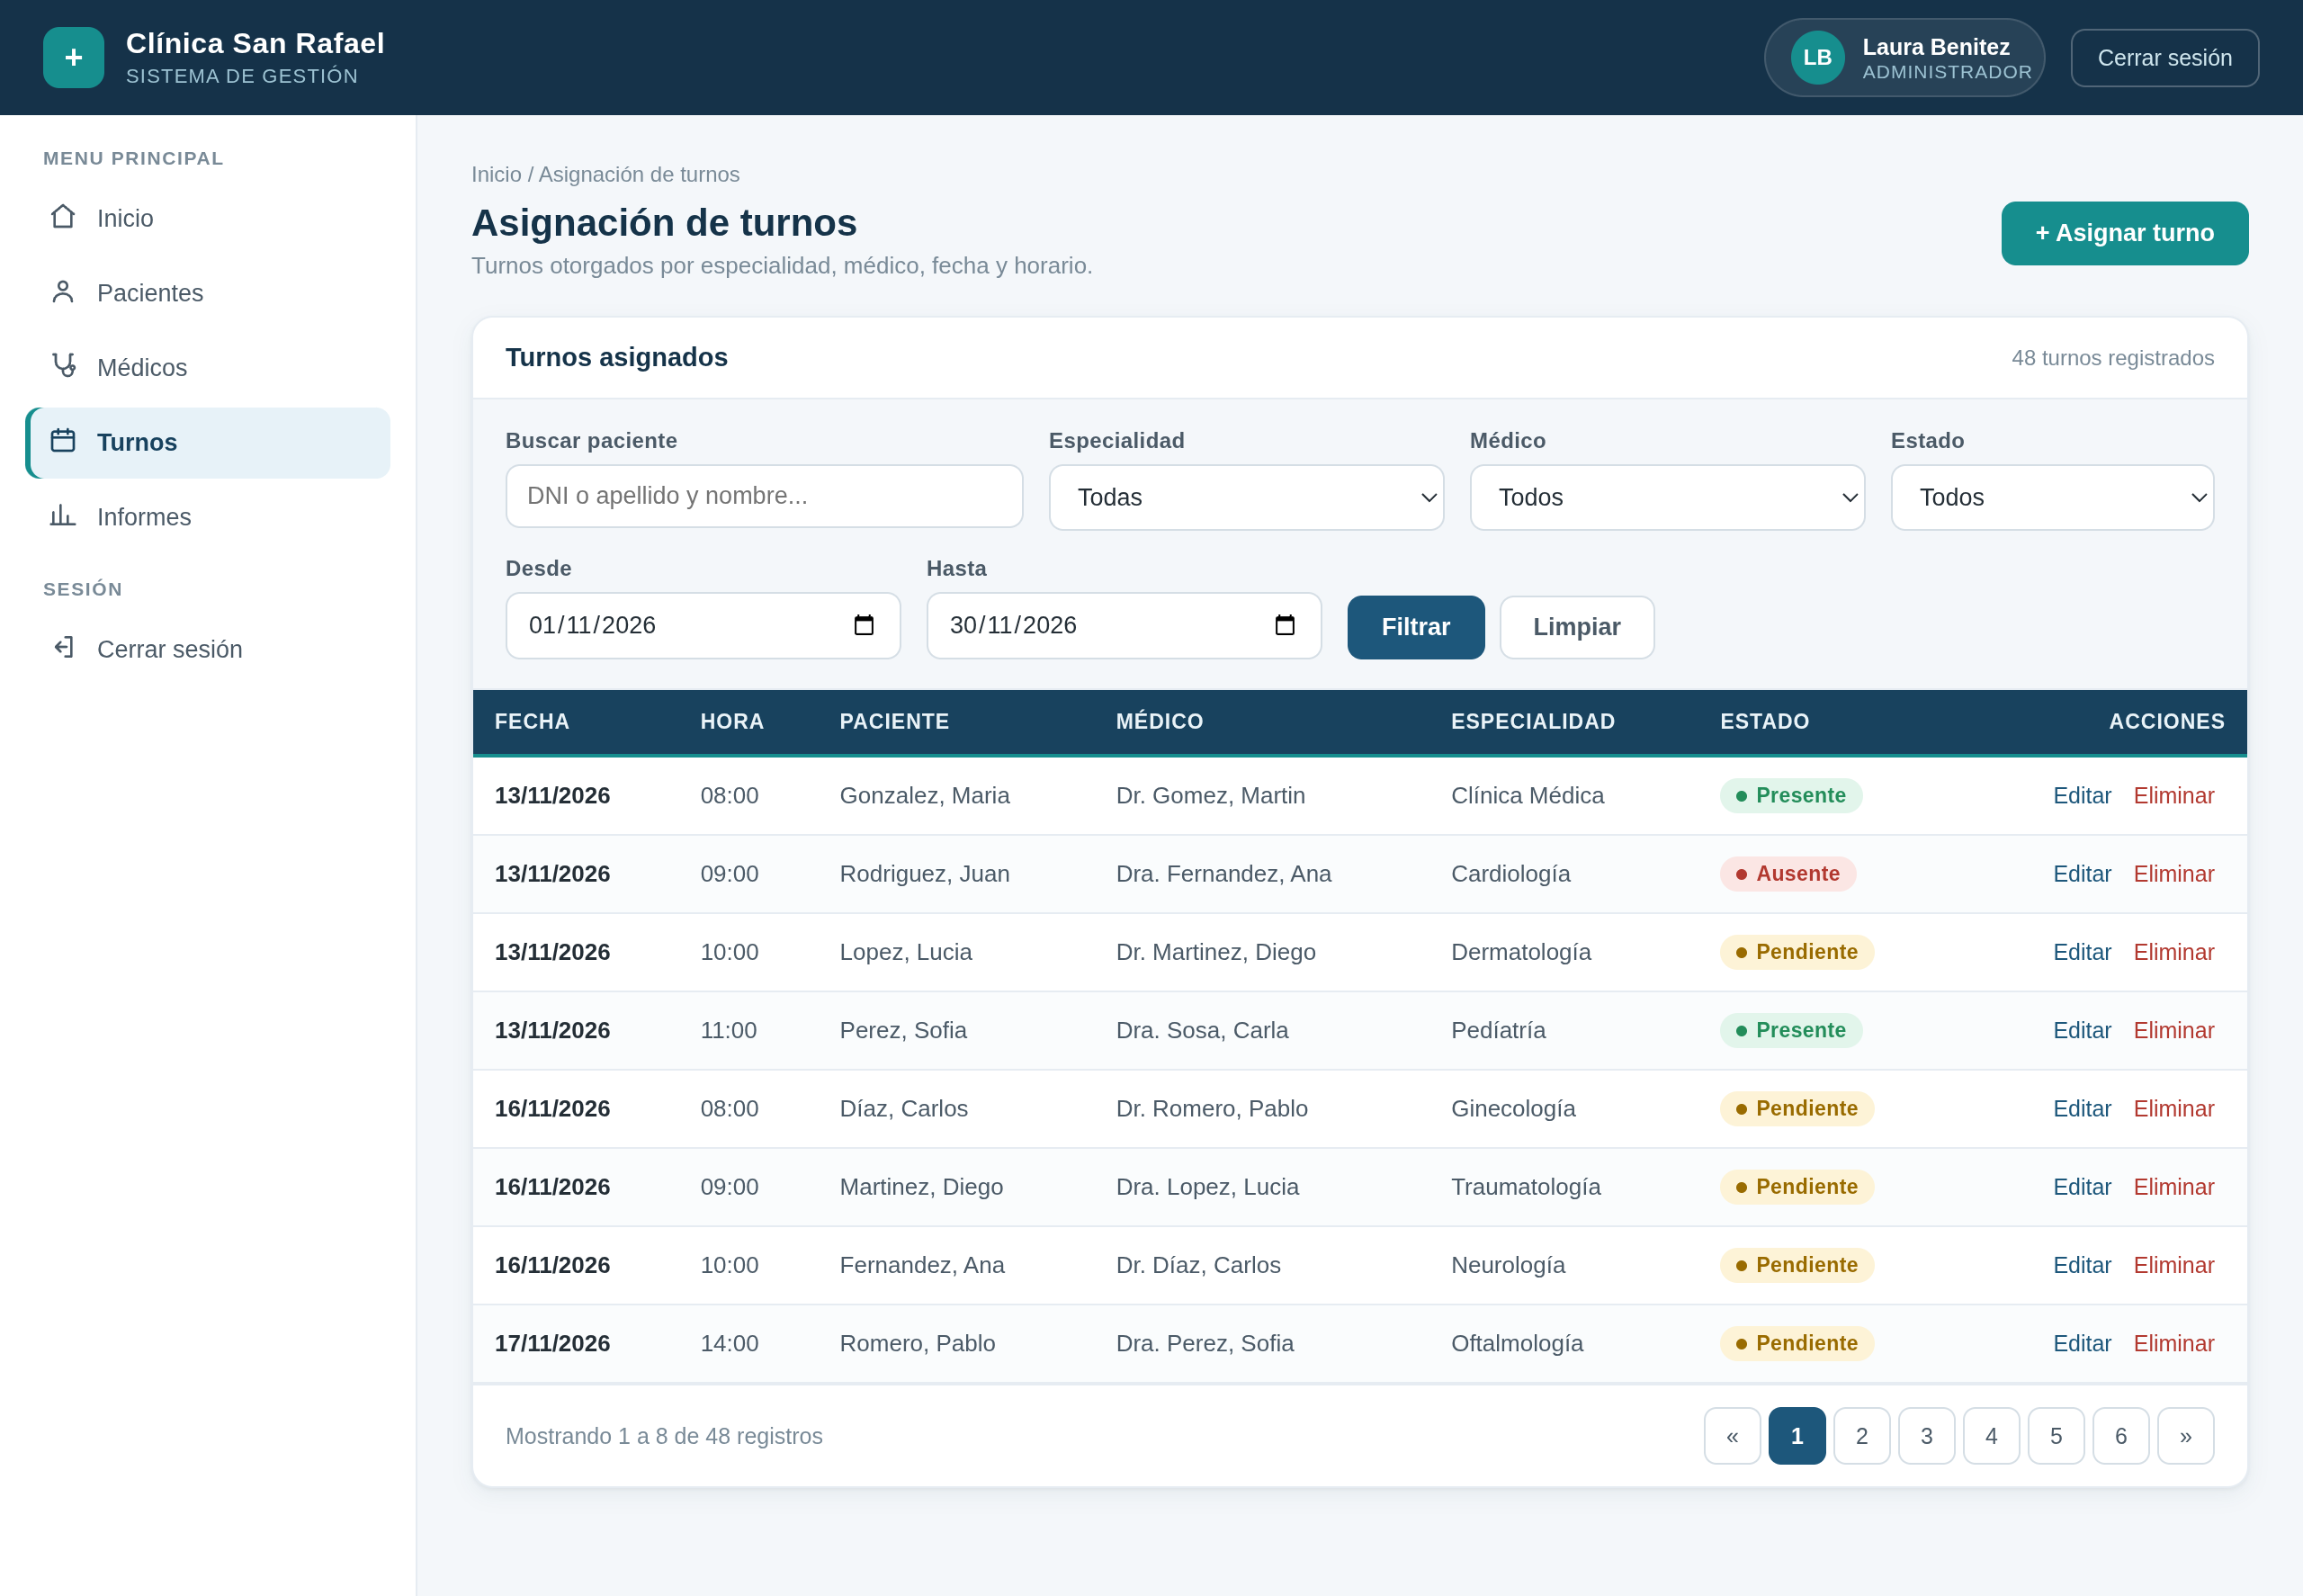 +
Clínica San Rafael
SISTEMA DE GESTIÓN
LB
Laura Benitez
ADMINISTRADOR
Cerrar sesión
MENU PRINCIPAL
Inicio
Pacientes
Médicos
Turnos
Informes
SESIÓN
Cerrar sesión
Inicio / Asignación de turnos
Asignación de turnos
Turnos otorgados por especialidad, médico, fecha y horario.
+ Asignar turno
Turnos asignados
48 turnos registrados
Buscar paciente Especialidad Médico Estado
DNI o apellido y nombre... Todas Todos Todos
Desde Hasta
01/11/2026 30/11/2026 Filtrar Limpiar
FECHA HORA PACIENTE MÉDICO ESPECIALIDAD ESTADO ACCIONES
13/11/2026 08:00 Gonzalez, Maria Dr. Gomez, Martin Clínica Médica Presente Editar Eliminar
13/11/2026 09:00 Rodriguez, Juan Dra. Fernandez, Ana Cardiología Ausente Editar Eliminar
13/11/2026 10:00 Lopez, Lucia Dr. Martinez, Diego Dermatología Pendiente Editar Eliminar
13/11/2026 11:00 Perez, Sofia Dra. Sosa, Carla Pedíatría Presente Editar Eliminar
16/11/2026 08:00 Díaz, Carlos Dr. Romero, Pablo Ginecología Pendiente Editar Eliminar
16/11/2026 09:00 Martinez, Diego Dra. Lopez, Lucia Traumatología Pendiente Editar Eliminar
16/11/2026 10:00 Fernandez, Ana Dr. Díaz, Carlos Neurología Pendiente Editar Eliminar
17/11/2026 14:00 Romero, Pablo Dra. Perez, Sofia Oftalmología Pendiente Editar Eliminar
Mostrando 1 a 8 de 48 registros
« 1 2 3 4 5 6 »